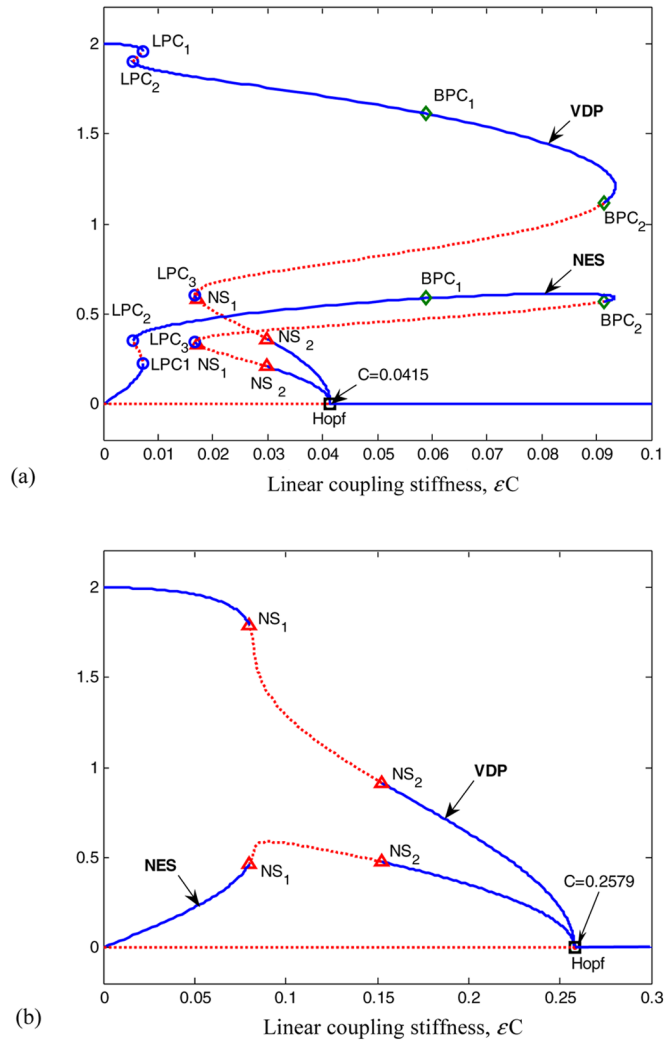 2
LPC1
LPC2
BPC1
VDP
1.5
1
BPC2
LPC3
NS1
NES
LPC2
BPC1
0.5
NS2
BPC2
LPC3
NS1
LPC1
NS2
C=0.0415
0
Hopf
0 0.01 0.02 0.03 0.04 0.05 0.06 0.07 0.08 0.09 0.1
(a)
Linear coupling stiffness, εC
2
NS1
1.5
NS2
VDP
1
NES
NS2
0.5
NS1
C=0.2579
0
Hopf
0 0.05 0.1 0.15 0.2 0.25 0.3
(b)
Linear coupling stiffness, εC